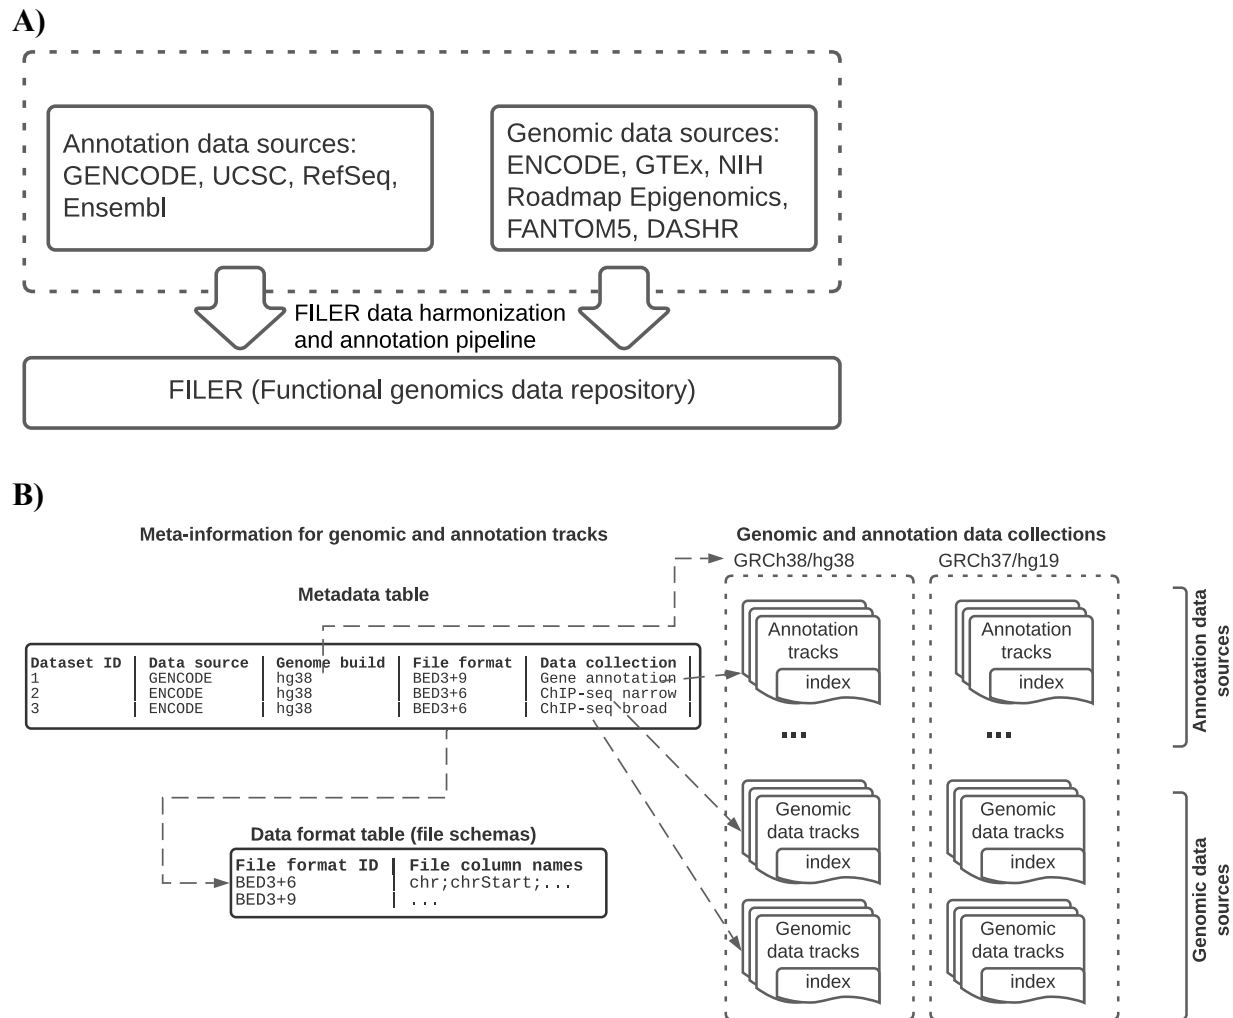 A)
Annotation data sources:
GENCODE, UCSC, RefSeq,
Ensembl
Genomic data sources:
ENCODE, GTEx, NIH
Roadmap Epigenomics,
FANTOM5, DASHR
FILER data harmonization
and annotation pipeline
FILER (Functional genomics data repository)
B)
Meta-information for genomic and annotation tracks
Metadata table
Dataset ID | Data source | Genome build | File format | Data collection |
1 | GENCODE | hg38 | BED3+9 | Gene annotation |
2 | ENCODE | hg38 | BED3+6 | ChIP-seq narrow |
3 | ENCODE | hg38 | BED3+6 | ChIP-seq broad |
Data format table (file schemas)
File format ID | File column names
BED3+6 | chr;chrStart;...
BED3+9 | ...
Genomic and annotation data collections
GRCh38/hg38
Annotation
tracks
index
...
Genomic
data tracks
index
Genomic
data tracks
index
GRCh37/hg19
Annotation
tracks
index
...
Genomic
data tracks
index
Genomic
data tracks
index
Annotation data
sources
Genomic data
sources